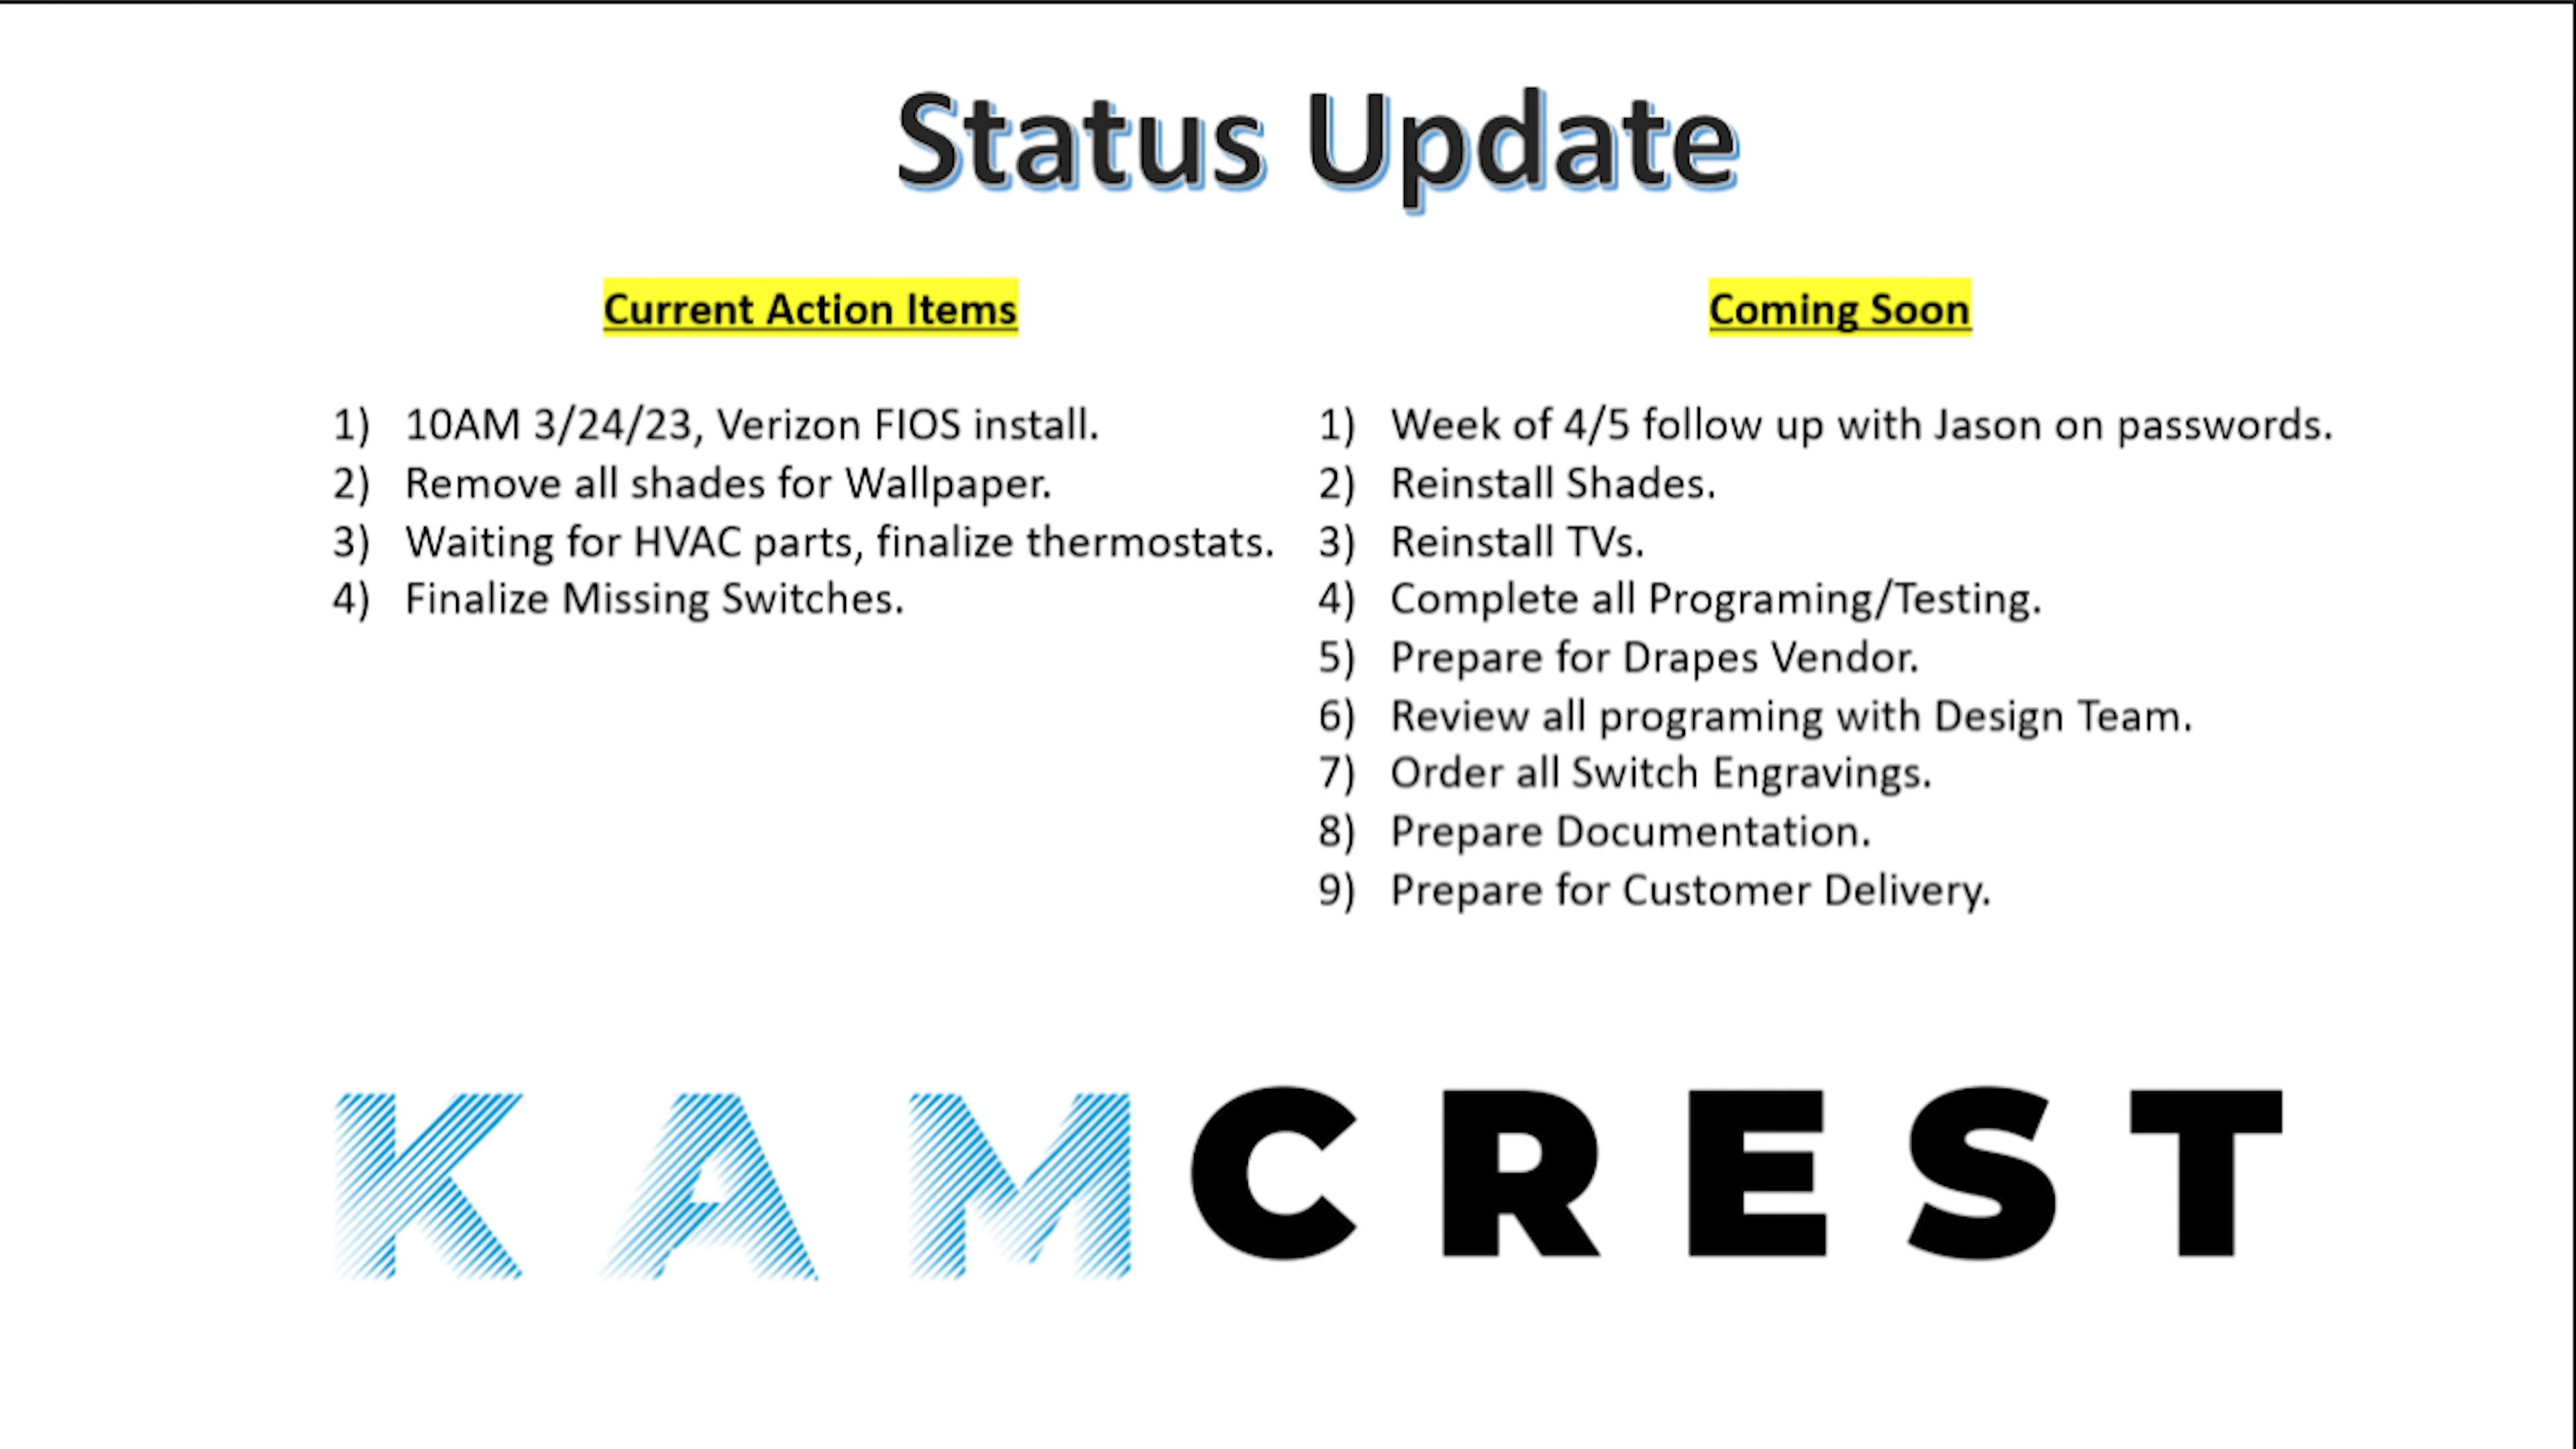 Status Update
Current Action Items
1) 10AM 3/24/23, Verizon FIOS install.
2) Remove all shades for Wallpaper.
3) Waiting for HVAC parts, finalize thermostats.
4) Finalize Missing Switches.
Coming Soon
1) Week of 4/5 follow up with Jason on passwords.
2) Reinstall Shades.
3) Reinstall TVs.
4) Complete all Programing/Testing.
5) Prepare for Drapes Vendor.
6) Review all programing with Design Team.
7) Order all Switch Engravings.
8) Prepare Documentation.
9) Prepare for Customer Delivery.
KAMCREST